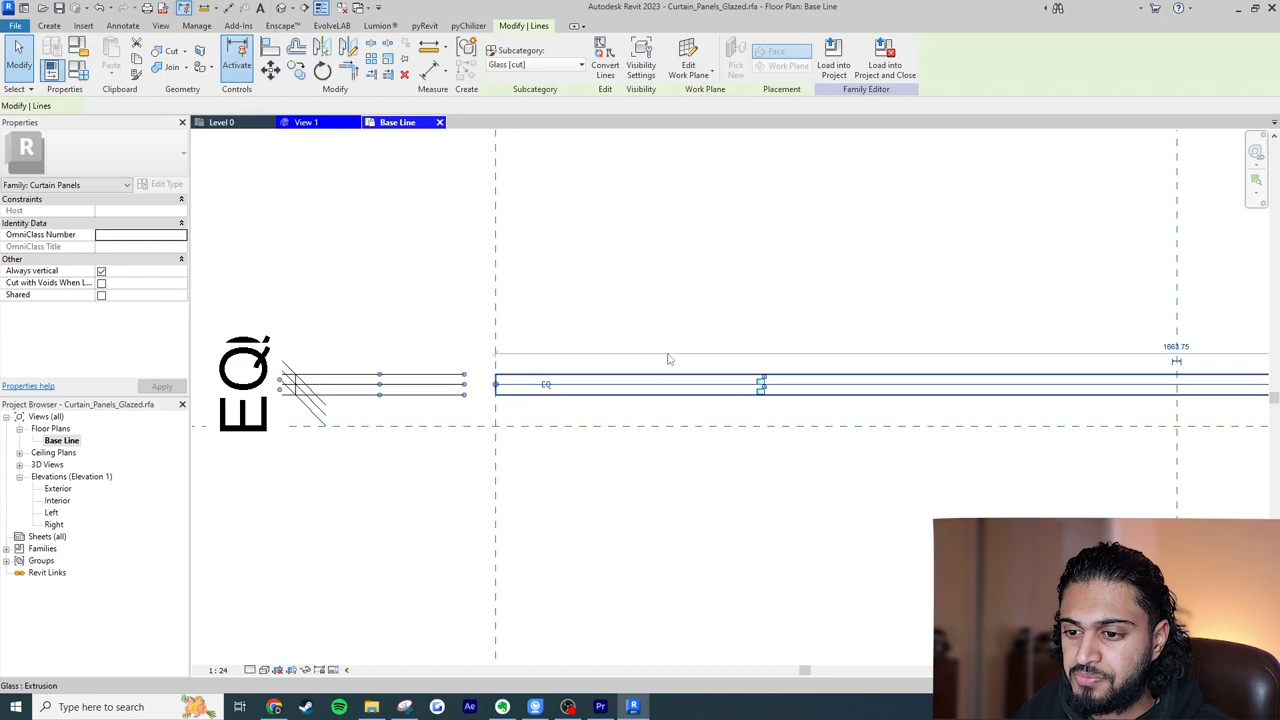 Autodesk Revit 2023 - Curtain_Panels_Glazed.rfa - Floor Plan: Base Line
File Create Insert Annotate View Manage Add-Ins Enscape™ EvolveLAB Lumion® pyRevit pyChilizer Modify | Lines
Modify
Paste
Cut
Join
Activate
Subcategory:
Glass [cut]
Convert Lines
Visibility Settings
Edit Work Plane
Pick New
Face
Work Plane
Load into Project
Load into Project and Close
Select Properties Clipboard Geometry Controls Modify Measure Create Subcategory Edit Visibility Work Plane Placement Family Editor
Modify | Lines
Properties
Level 0
View 1
Base Line
R
Family: Curtain Panels
Edit Type
Constraints
Host
Identity Data
OmniClass Number
OmniClass Title
Other
Always vertical
Cut with Voids When L...
Shared
Properties help
Apply
Project Browser - Curtain_Panels_Glazed.rfa
Views (all)
Floor Plans
Base Line
Ceiling Plans
3D Views
Elevations (Elevation 1)
Exterior
Interior
Left
Right
Sheets (all)
Families
Groups
Revit Links
EQ
EQ
1663.75
1 : 24
Glass : Extrusion
Type here to search